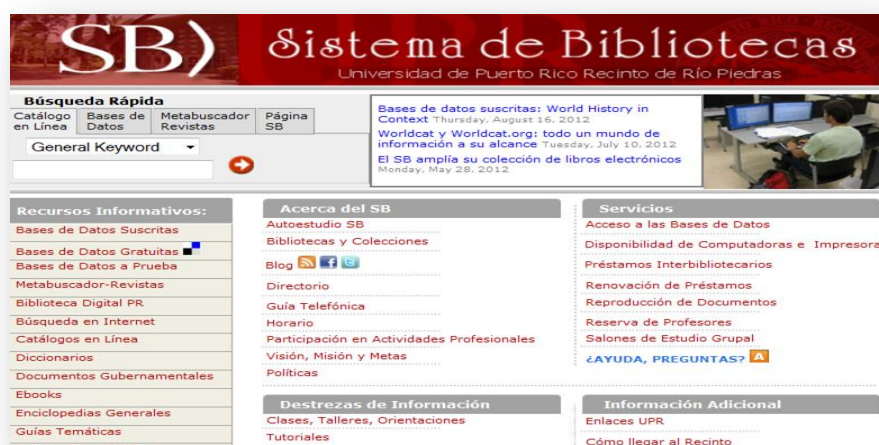 SB)
Sistema de Bibliotecas
Universidad de Puerto Rico Recinto de Río Piedras
Búsqueda Rápida
Catálogo en Línea
Bases de Datos
Metabuscador Revistas
Página SB
General Keyword
Bases de datos suscritas: World History in
Context Thursday, August 16, 2012
Worldcat y Worldcat.org: todo un mundo de
información a su alcance Tuesday, July 10, 2012
El SB amplía su colección de libros electrónicos
Monday, May 28, 2012
Recursos Informativos:
Bases de Datos Suscritas
Bases de Datos Gratuitas
Bases de Datos a Prueba
Metabuscador-Revistas
Biblioteca Digital PR
Búsqueda en Internet
Catálogos en Línea
Diccionarios
Documentos Gubernamentales
Ebooks
Enciclopedias Generales
Guías Temáticas
Acerca del SB
Autoestudio SB
Bibliotecas y Colecciones
Blog
Directorio
Guía Telefónica
Horario
Participación en Actividades Profesionales
Visión, Misión y Metas
Políticas
Destrezas de Información
Clases, Talleres, Orientaciones
Tutoriales
Servicios
Acceso a las Bases de Datos
Disponibilidad de Computadoras e Impresora
Préstamos Interbibliotecarios
Renovación de Préstamos
Reproducción de Documentos
Reserva de Profesores
Salones de Estudio Grupal
¿AYUDA, PREGUNTAS? A
Información Adicional
Enlaces UPR
Cómo llegar al Recinto